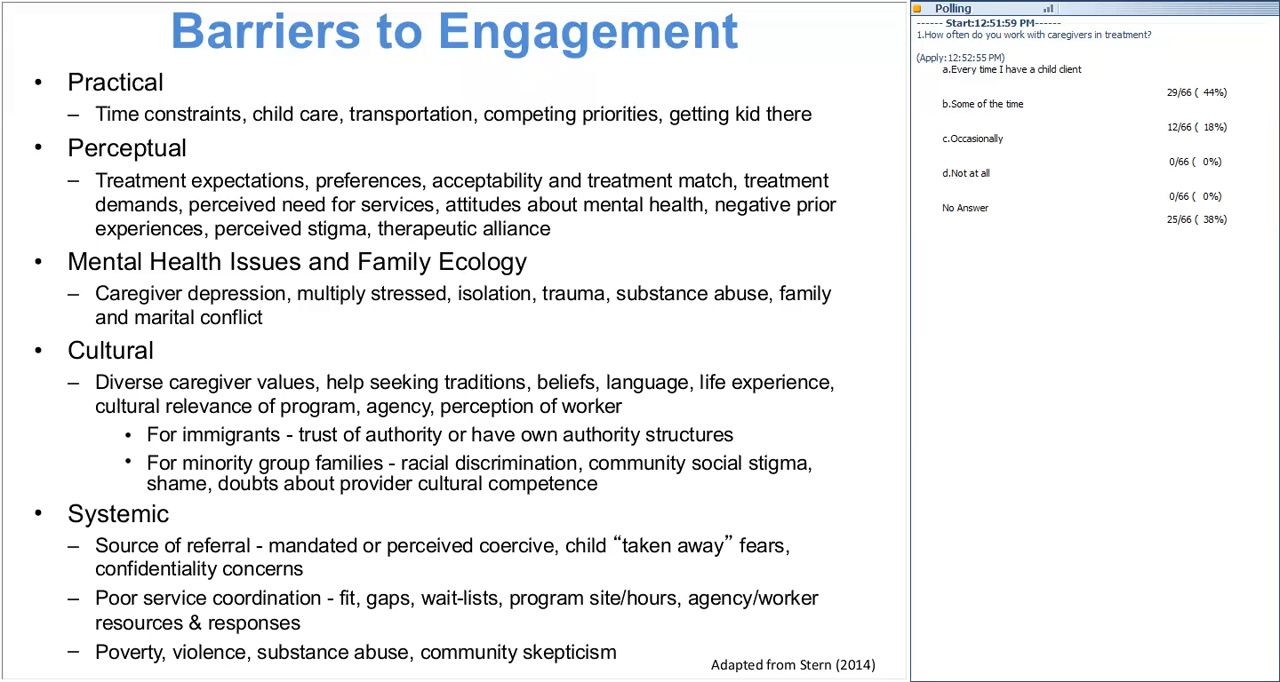 Barriers to Engagement
• Practical
– Time constraints, child care, transportation, competing priorities, getting kid there
• Perceptual
– Treatment expectations, preferences, acceptability and treatment match, treatment
demands, perceived need for services, attitudes about mental health, negative prior
experiences, perceived stigma, therapeutic alliance
• Mental Health Issues and Family Ecology
– Caregiver depression, multiply stressed, isolation, trauma, substance abuse, family
and marital conflict
• Cultural
– Diverse caregiver values, help seeking traditions, beliefs, language, life experience,
cultural relevance of program, agency, perception of worker
• For immigrants - trust of authority or have own authority structures
• For minority group families - racial discrimination, community social stigma,
shame, doubts about provider cultural competence
• Systemic
– Source of referral - mandated or perceived coercive, child “taken away” fears,
confidentiality concerns
– Poor service coordination - fit, gaps, wait-lists, program site/hours, agency/worker
resources & responses
– Poverty, violence, substance abuse, community skepticism
Adapted from Stern (2014)
Polling
------ Start:12:51:59 PM------
1.How often do you work with caregivers in treatment?
(Apply:12:52:55 PM)
a.Every time I have a child client
29/66 ( 44%)
b.Some of the time
12/66 ( 18%)
c.Occasionally
0/66 ( 0%)
d.Not at all
0/66 ( 0%)
No Answer
25/66 ( 38%)